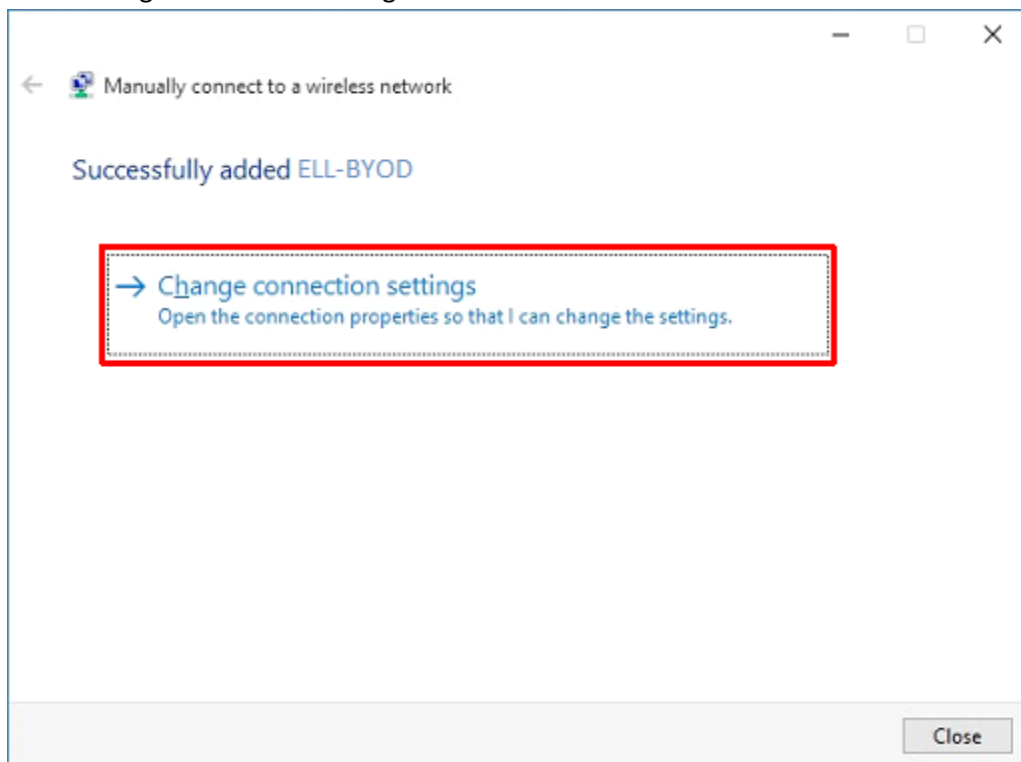 Manually connect to a wireless network
Successfully added ELL-BYOD
Change connection settings
Open the connection properties so that I can change the settings.
Close